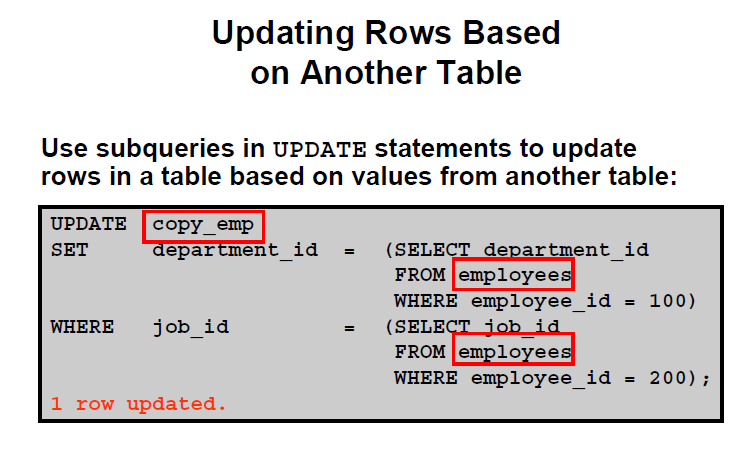 Updating Rows Based
on Another Table
Use subqueries in UPDATE statements to update
rows in a table based on values from another table:
UPDATE copy_emp
SET department_id = (SELECT department_id
FROM employees
WHERE employee_id = 100)
WHERE job_id = (SELECT job_id
FROM employees
WHERE employee_id = 200);
1 row updated.